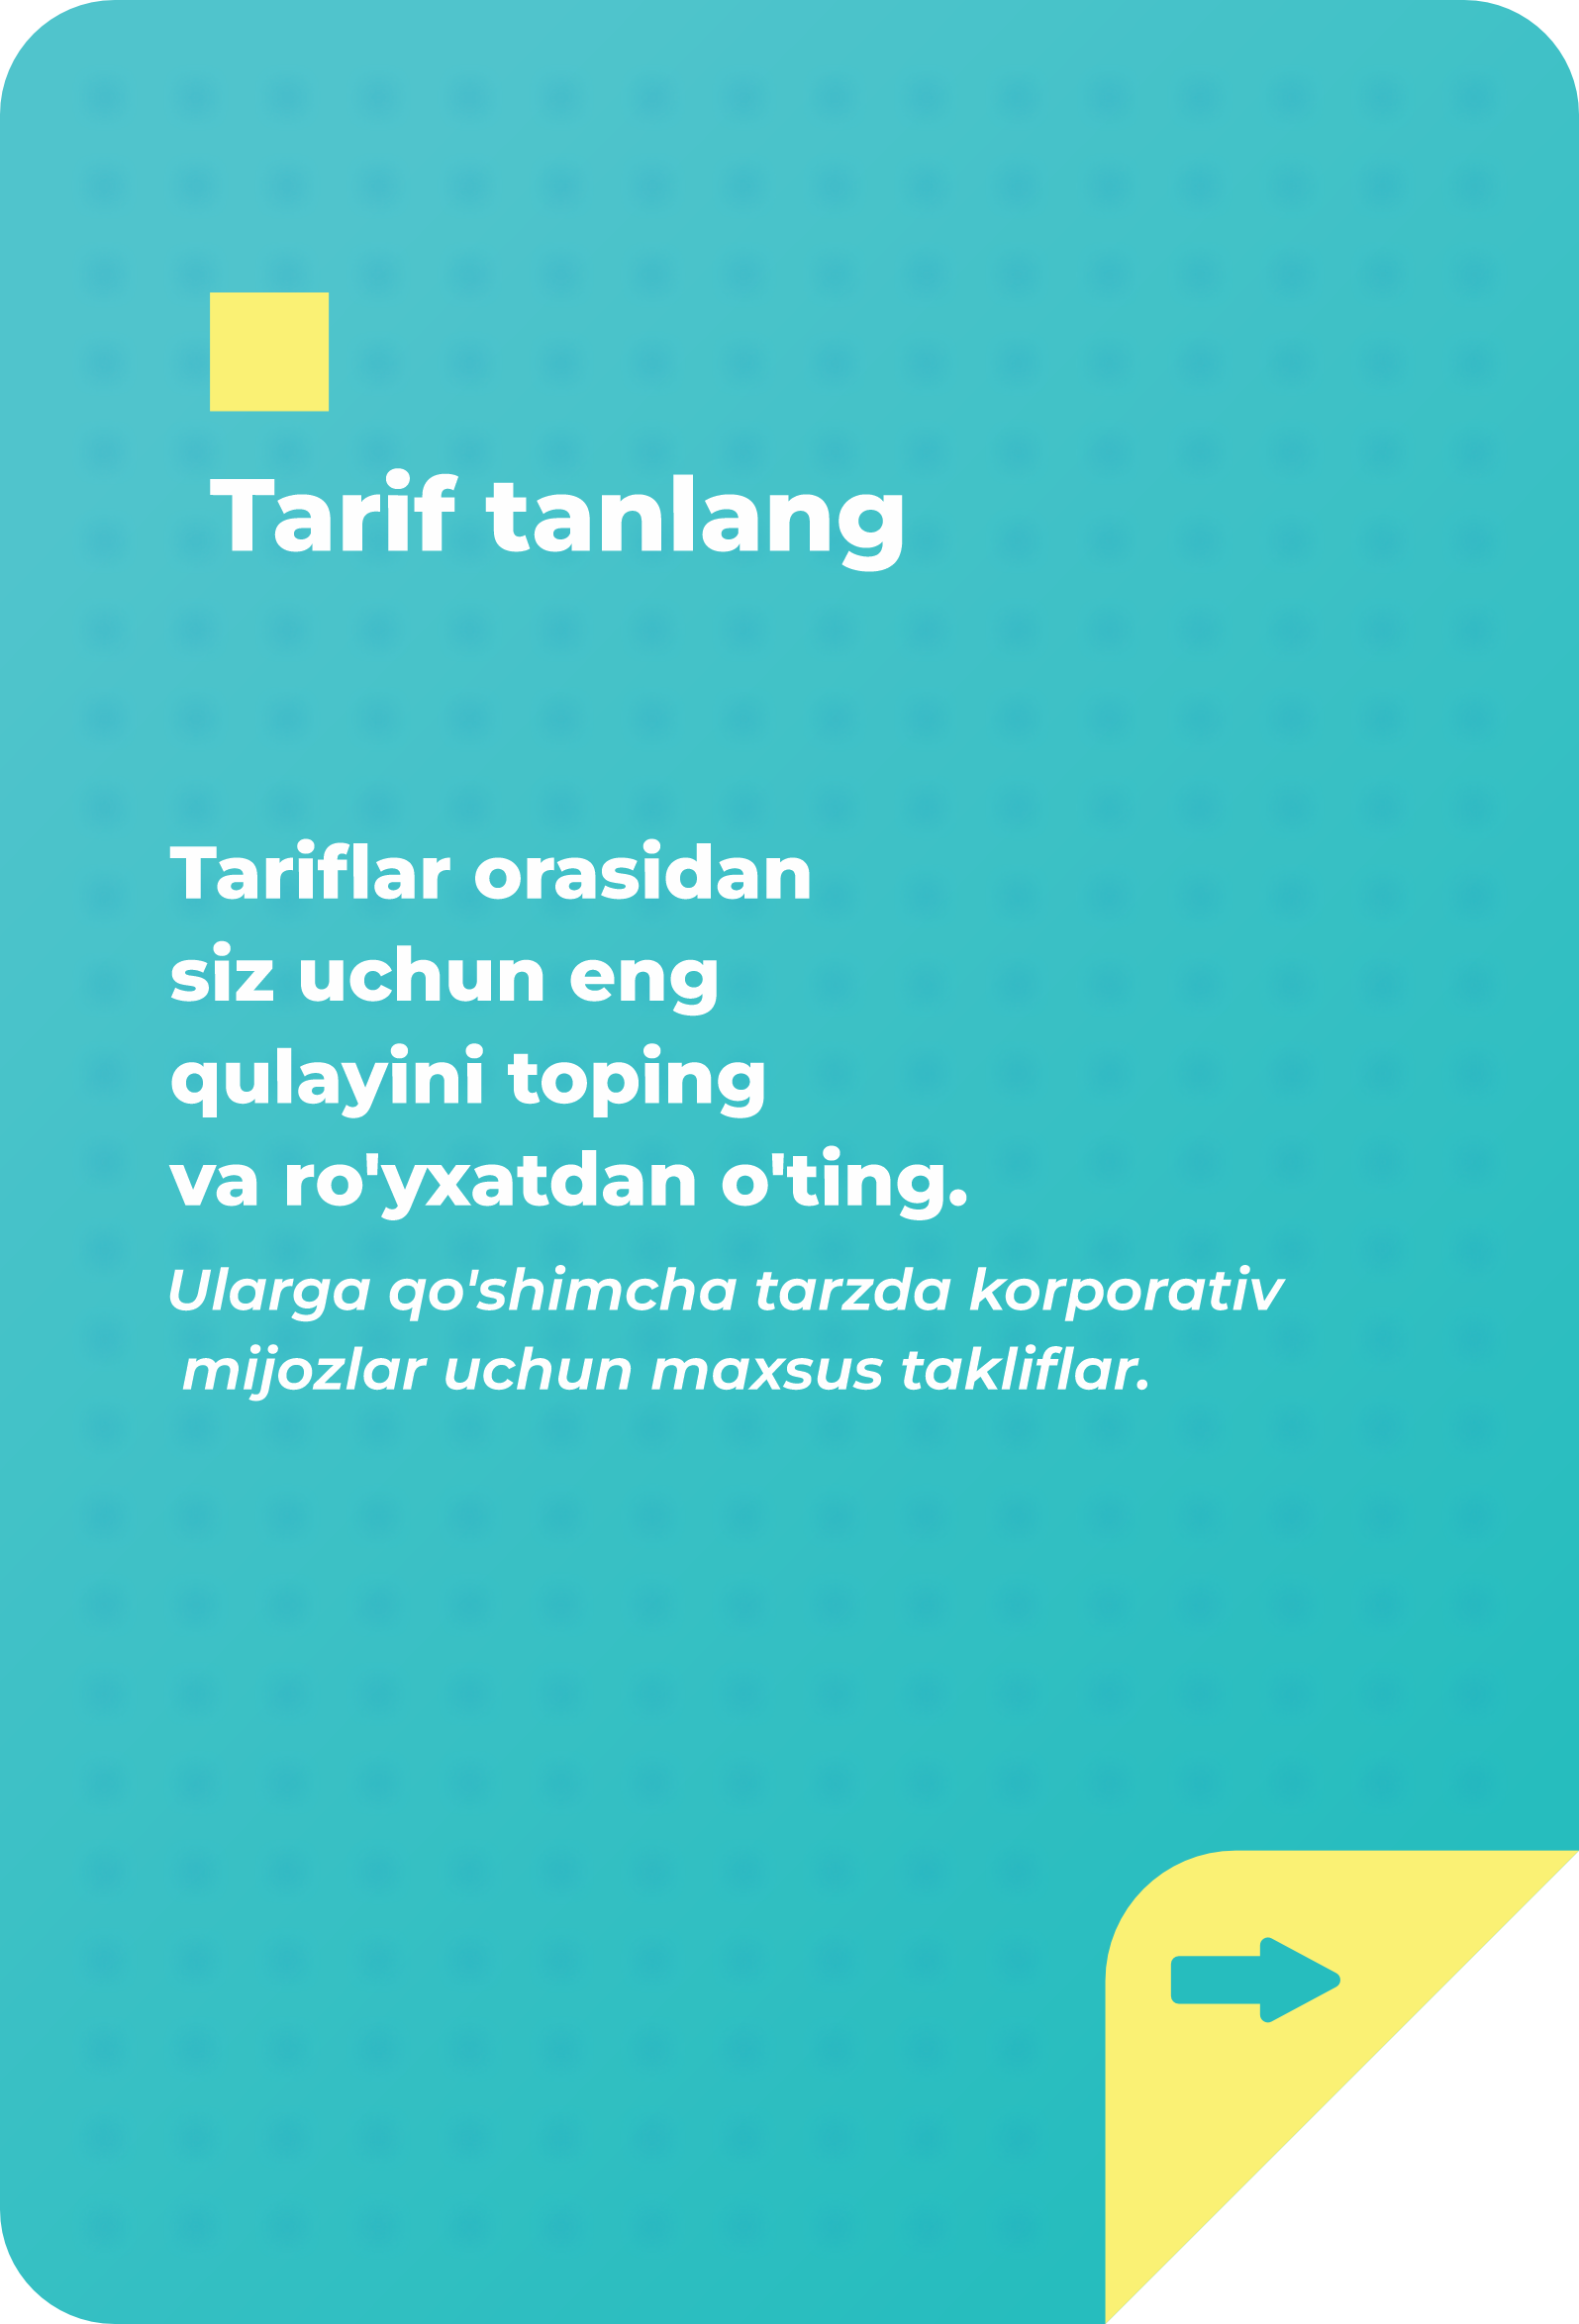 Tarif tanlang
Tariflar orasidan
siz uchun eng
qulayini toping
va ro'yxatdan o'ting.
Ularga qo'shimcha tarzda korporativ
mijozlar uchun maxsus takliflar.